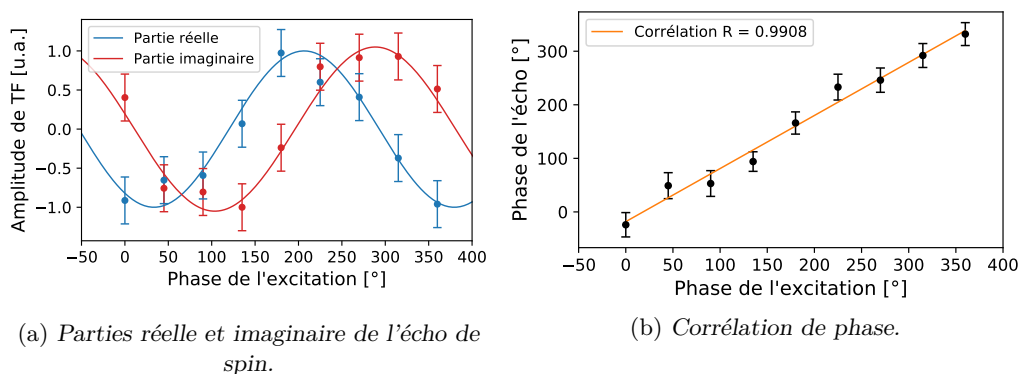 Partie réelle
Partie imaginaire
1.0
0.5
0.0
−0.5
−1.0
Amplitude de TF [u.a.]
−50 0 50 100 150 200 250 300 350 400
Phase de l'excitation [°]
(a) Parties réelle et imaginaire de l'écho de
spin.
Corrélation R = 0.9908
300
200
100
0
Phase de l'écho [°]
−50 0 50 100 150 200 250 300 350 400
Phase de l'excitation [°]
(b) Corrélation de phase.